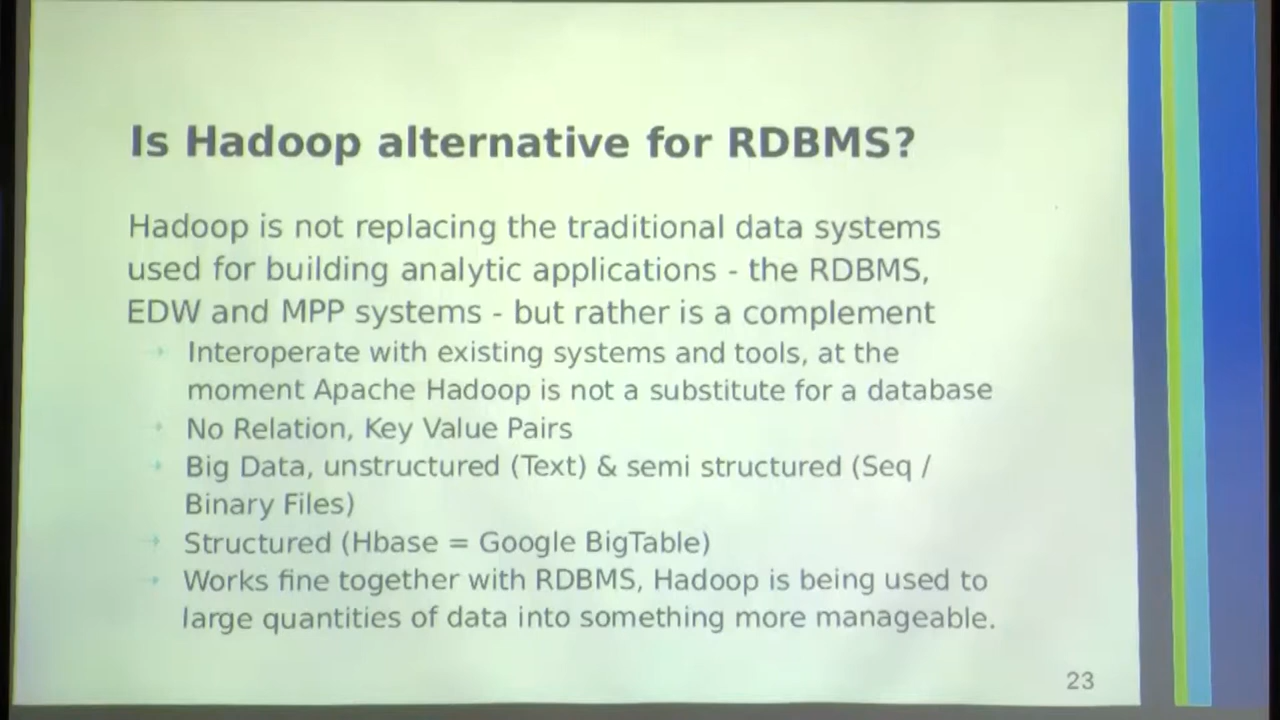 Is Hadoop alternative for RDBMS?
Hadoop is not replacing the traditional data systems
used for building analytic applications - the RDBMS,
EDW and MPP systems - but rather is a complement
Interoperate with existing systems and tools, at the
moment Apache Hadoop is not a substitute for a database
No Relation, Key Value Pairs
Big Data, unstructured (Text) & semi structured (Seq /
Binary Files)
Structured (Hbase = Google BigTable)
Works fine together with RDBMS, Hadoop is being used to
large quantities of data into something more manageable.
23